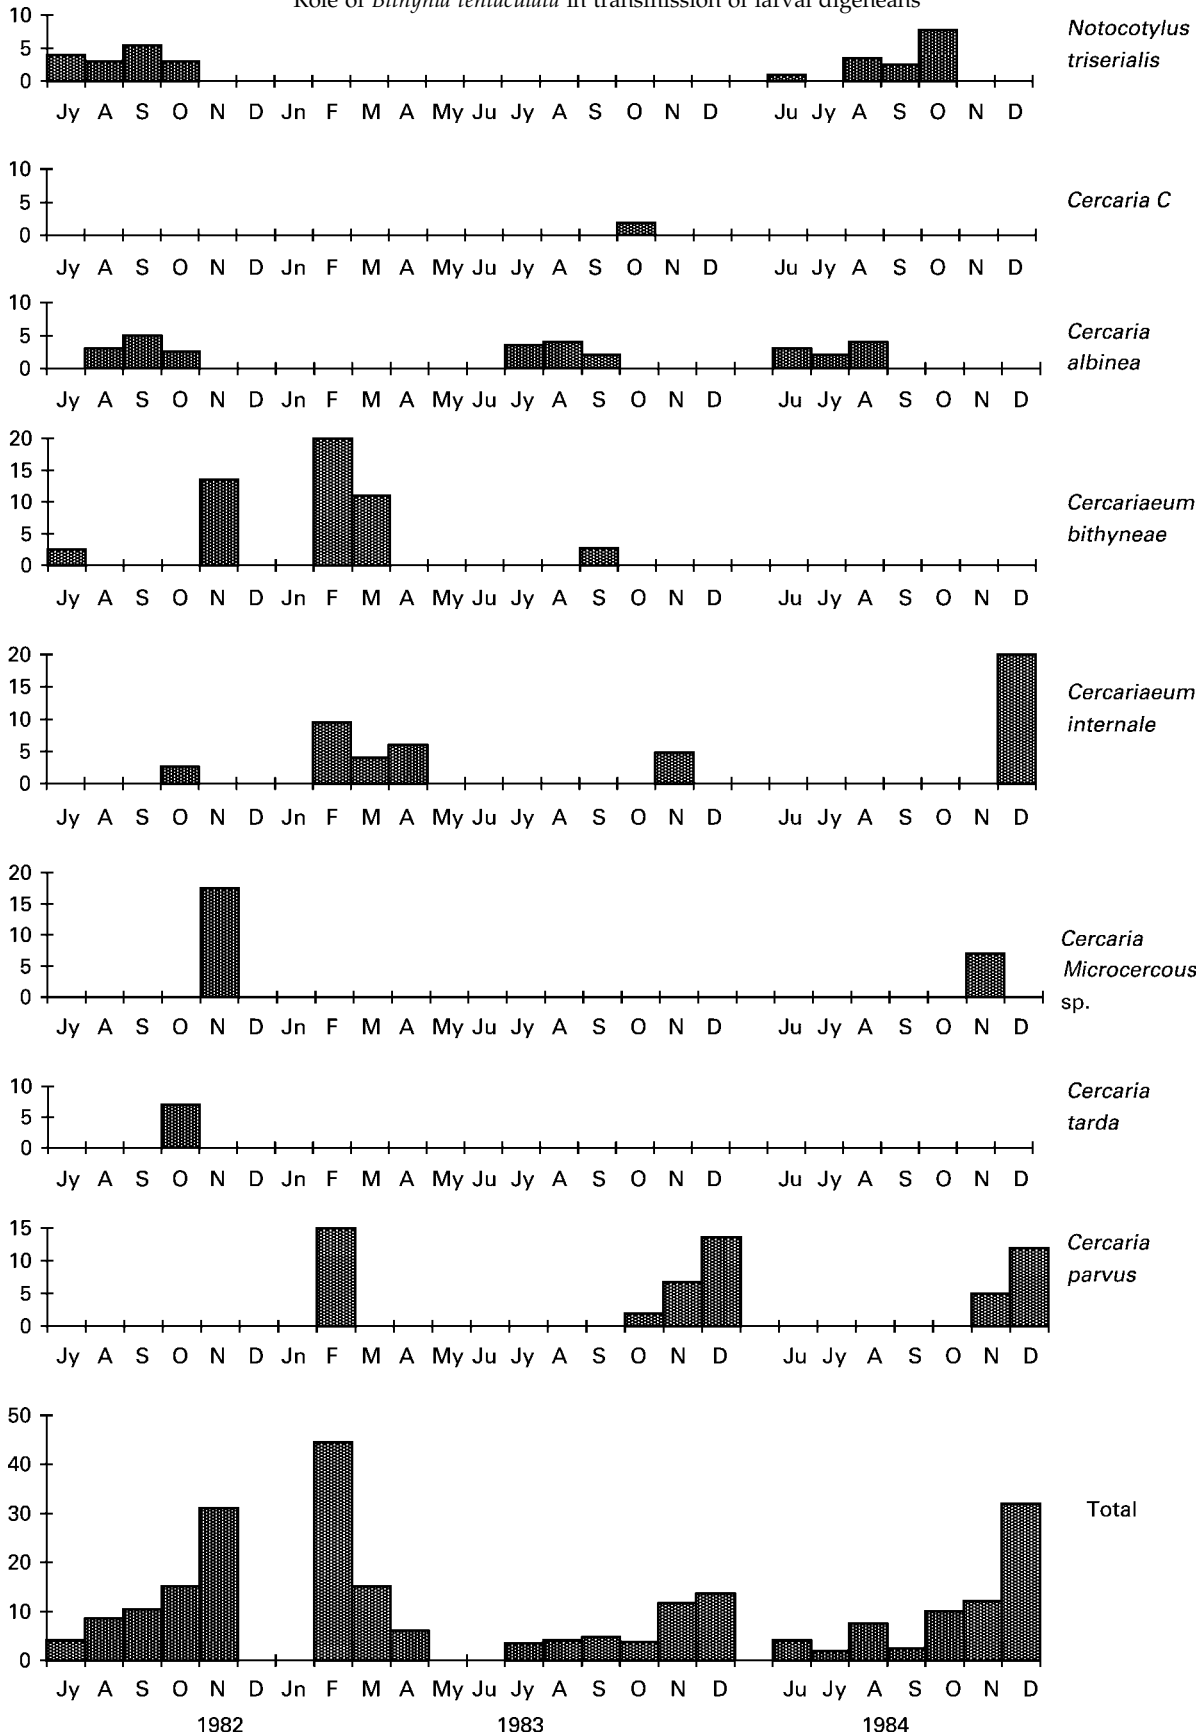 Role of Bithynia tentaculata in transmission of larval digeneans
10
5
0
Notocotylus
triserialis
Jy A S O N D Jn F M A My Ju Jy A S O N D Ju Jy A S O N D
10
5
0
Cercaria C
Jy A S O N D Jn F M A My Ju Jy A S O N D Ju Jy A S O N D
10
5
0
Cercaria
albinea
Jy A S O N D Jn F M A My Ju Jy A S O N D Ju Jy A S O N D
20
15
10
5
0
Cercariaeum
bithyneae
Jy A S O N D Jn F M A My Ju Jy A S O N D Ju Jy A S O N D
20
15
10
5
0
Cercariaeum
internale
Jy A S O N D Jn F M A My Ju Jy A S O N D Ju Jy A S O N D
20
15
10
5
0
Cercaria
Microcercous
sp.
Jy A S O N D Jn F M A My Ju Jy A S O N D Ju Jy A S O N D
10
5
0
Cercaria
tarda
Jy A S O N D Jn F M A My Ju Jy A S O N D Ju Jy A S O N D
15
10
5
0
Cercaria
parvus
Jy A S O N D Jn F M A My Ju Jy A S O N D Ju Jy A S O N D
50
40
30
20
10
0
Total
Jy A S O N D Jn F M A My Ju Jy A S O N D Ju Jy A S O N D
1982 1983 1984